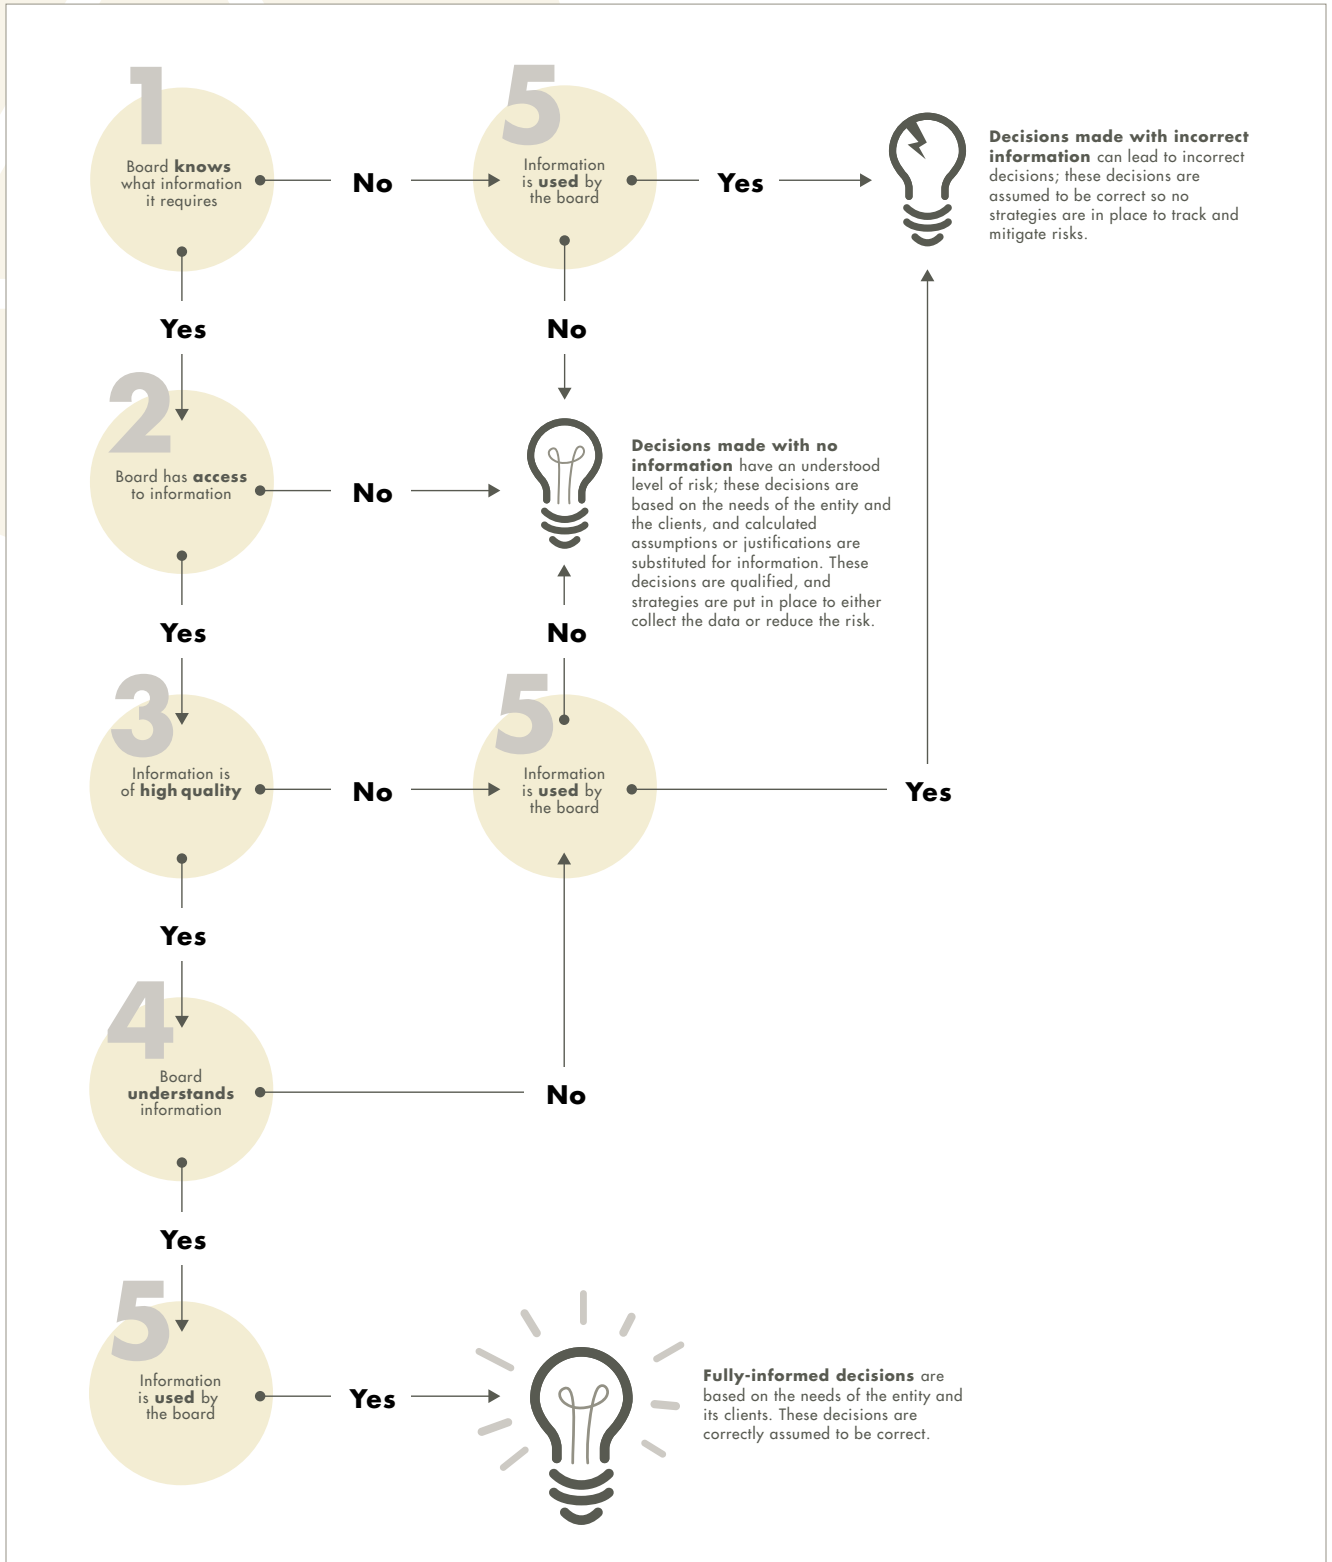 1
Board knows
what information
it requires
No
5
Information
is used by
the board
Yes
Decisions made with incorrect
information can lead to incorrect
decisions; these decisions are
assumed to be correct so no
strategies are in place to track and
mitigate risks.
Yes
No
2
Board has access
to information
No
Decisions made with no
information have an understood
level of risk; these decisions are
based on the needs of the entity and
the clients, and calculated
assumptions or justifications are
substituted for information. These
decisions are qualified, and
strategies are put in place to either
collect the data or reduce the risk.
Yes
No
3
Information is
of high quality
No
5
Information
is used by
the board
Yes
Yes
4
Board
understands
information
No
Yes
5
Information
is used by
the board
Yes
Fully-informed decisions are
based on the needs of the entity and
its clients. These decisions are
correctly assumed to be correct.